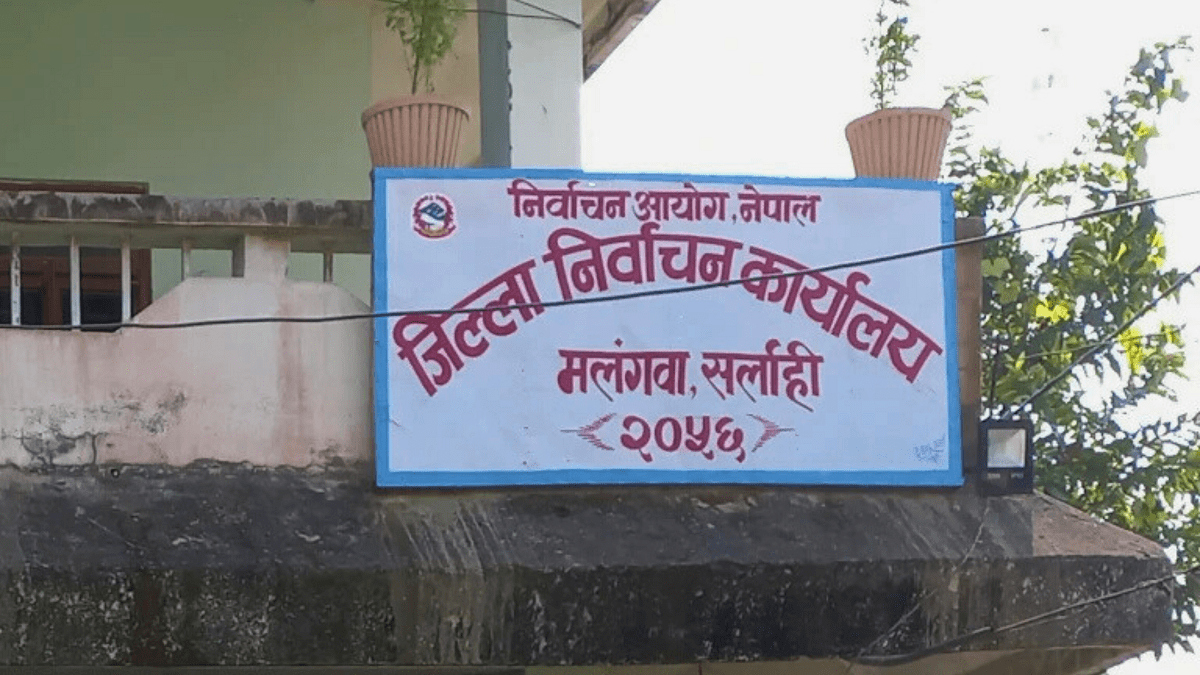 निर्वाचन आयोग, नेपाल
जिल्ला निर्वाचन कार्यालय
मलंगवा, सर्लाही
२०५६